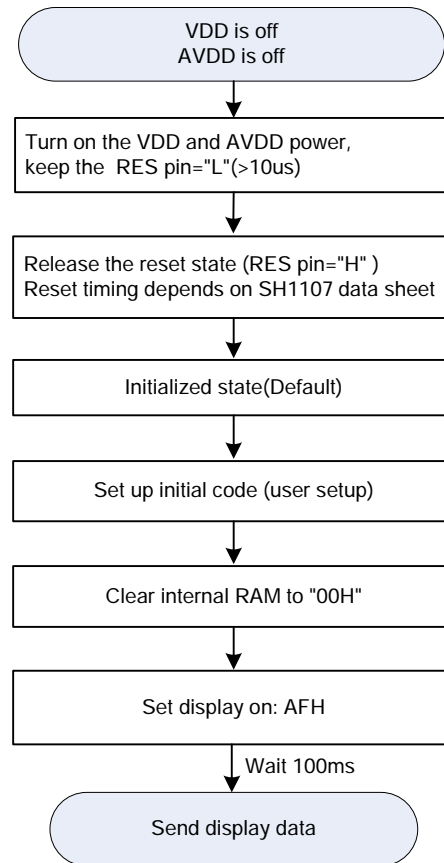 VDD is off
AVDD is off
Turn on the VDD and AVDD power,
keep the RES pin="L"(>10us)
Release the reset state (RES pin="H" )
Reset timing depends on SH1107 data sheet
Initialized state(Default)
Set up initial code (user setup)
Clear internal RAM to "00H"
Set display on: AFH
Wait 100ms
Send display data